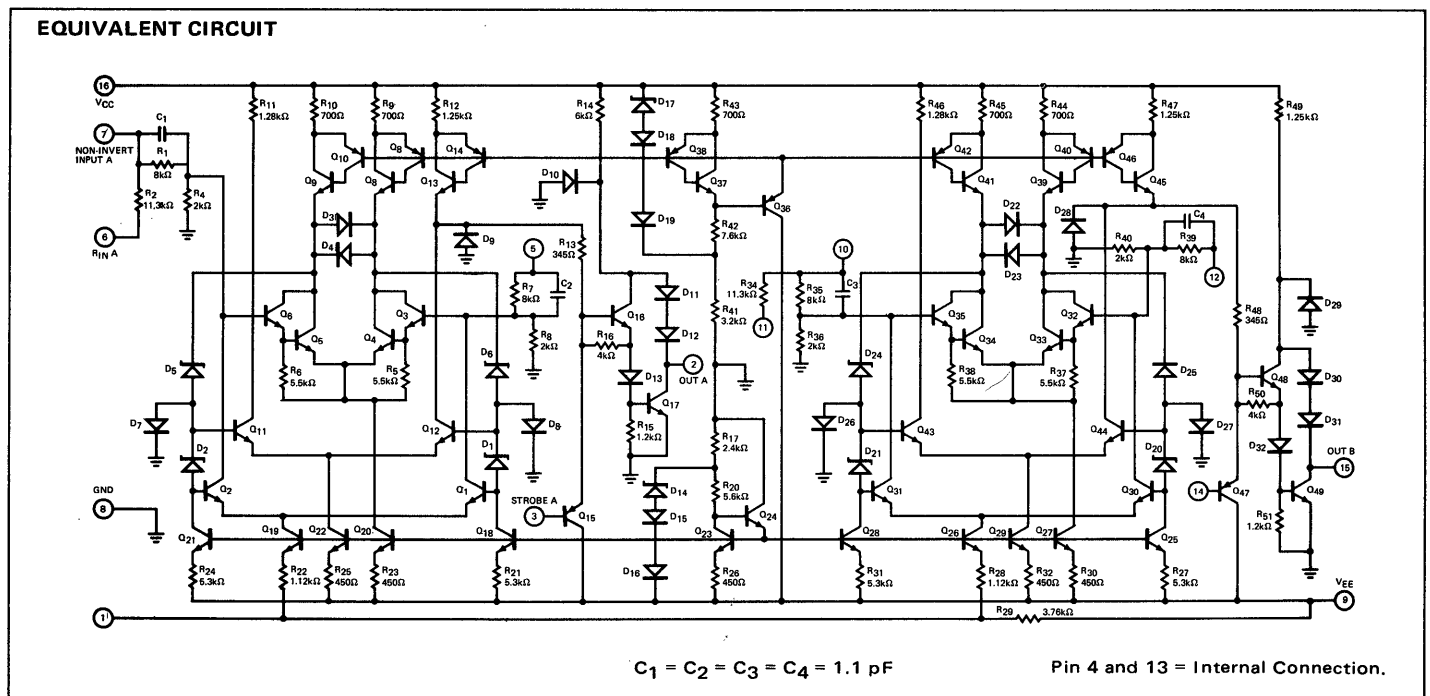 EQUIVALENT CIRCUIT
16
VCC
7
NON-INVERT
INPUT A
6
RIN A
GND
8
1
C1
R1
8kΩ
R2
11,3kΩ
R4
2kΩ
R11
1.28kΩ
R10
700Ω
R9
700Ω
R12
1.25kΩ
R14
6kΩ
D17
D18
R43
700Ω
R46
1.28kΩ
R45
700Ω
R44
700Ω
R47
1.25kΩ
R49
1.25kΩ
Q10
Q8
Q14
Q9
Q8
Q13
D10
Q38
Q37
Q36
Q42
Q41
Q40
Q39
Q46
Q45
D3
D4
D9
R13
345Ω
D19
R42
7.6kΩ
D22
D23
D28
C4
R40
2kΩ
R39
8kΩ
12
5
R7
8kΩ
C2
R8
2kΩ
10
R34
11.3kΩ
R35
8kΩ
C3
11
R36
2kΩ
Q6
Q5
Q4
Q3
R6
5.5kΩ
R5
5.5kΩ
D5
D6
D7
D8
D2
D1
Q11
Q12
Q2
Q1
Q16
R16
4kΩ
D11
D12
D13
2
OUT A
Q17
R15
1.2kΩ
R41
3.2kΩ
R17
2.4kΩ
R20
5.6kΩ
D14
D15
D16
Q24
Q23
R26
450Ω
STROBE A
3
Q15
Q35
Q34
Q33
Q32
R38
5.5kΩ
R37
5.5kΩ
D24
D25
D26
D27
D21
D20
Q43
Q44
Q31
Q30
R48
345Ω
D29
Q48
R50
4kΩ
D30
D31
D32
OUT B
15
14
Q47
Q49
R51
1.2kΩ
Q21
Q19
Q22
Q20
Q18
Q28
Q26
Q29
Q27
Q25
R24
5.3kΩ
R22
1.12kΩ
R25
450Ω
R23
450Ω
R21
5.3kΩ
R31
5.3kΩ
R28
1.12kΩ
R32
450Ω
R30
450Ω
R27
5.3kΩ
R29 3.76kΩ
VEE
9
C1 = C2 = C3 = C4 = 1.1 pF
Pin 4 and 13 = Internal Connection.